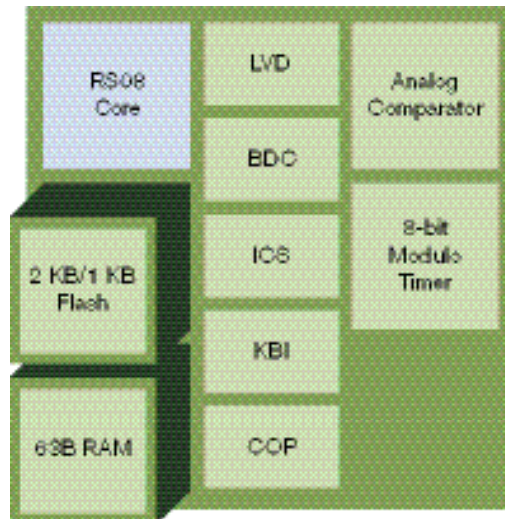 RS08
Core
LVD
Analog
Comparator
BDC
8-bit
Modulo
Timer
2 KB/1 KB
Flash
ICS
KBI
63B RAM
COP